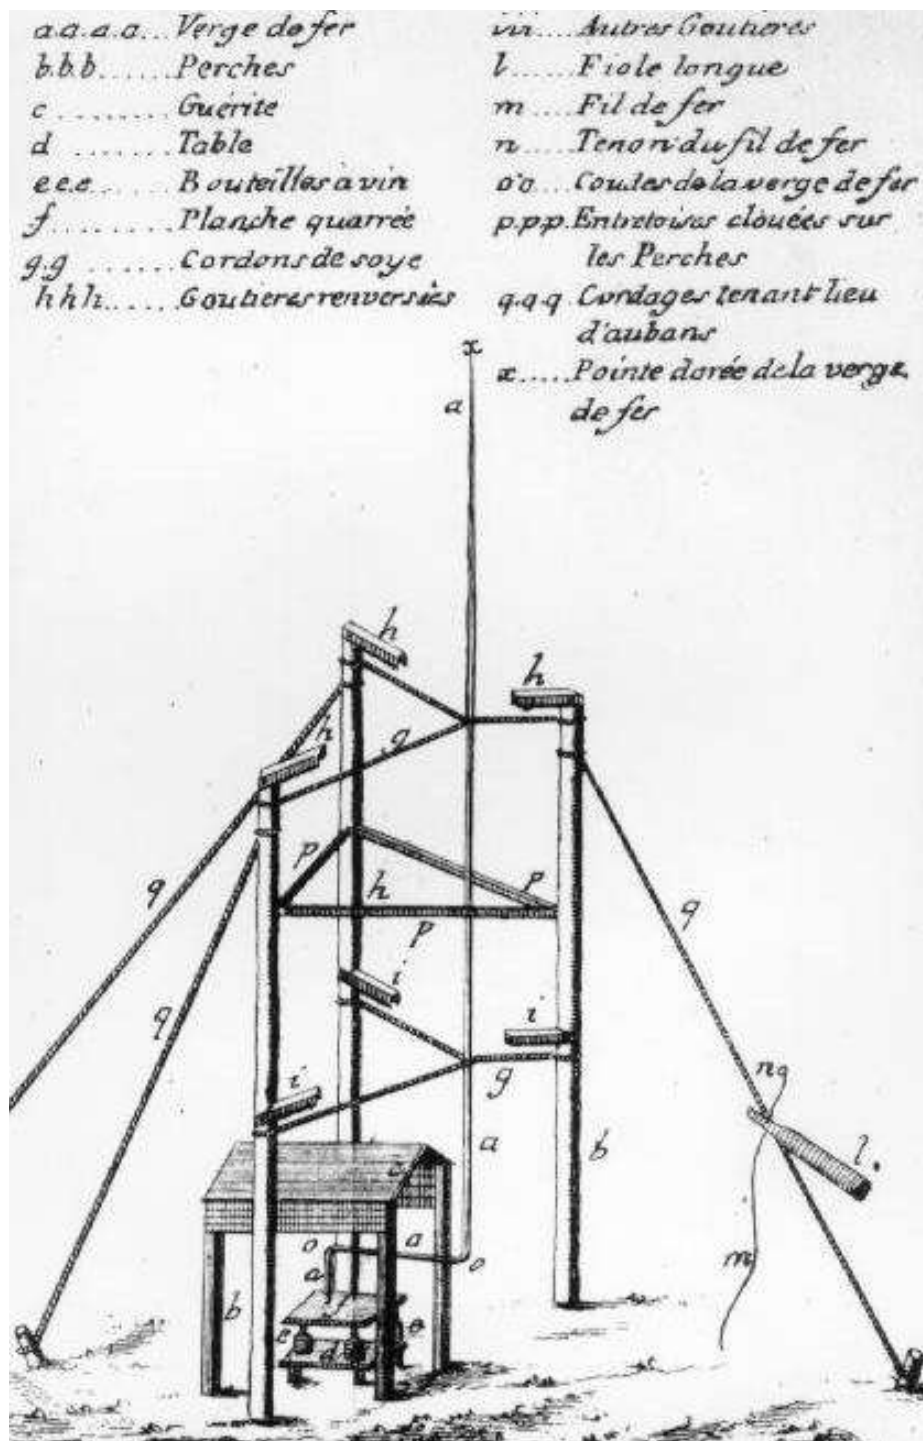 a.a.a.a... Verge de fer
b.b.b...... Perches
c ........ Guérite
d ....... Table
e.e.e...... Bouteilles à vin
f......... Planche quarrée
g.g ...... Cordons de soye
h h h...... Goutieres renversées
iii.... Autres Goutieres
l ..... Fiole longue
m .... Fil de fer
n ..... Tenon du fil de fer
o o... Coudes de la verge de fer
p.p.p. Entretoises clouées sur
les Perches
q.q.q. Cordages tenant lieu
d'aubans
x..... Pointe dorée de la verge
de fer
x
a
h
h
h
g
q
p
h
p
p
q
q
i
i
g
i
n
q
a
b
l.
c
o
a
o
a
m
b
e
e
d